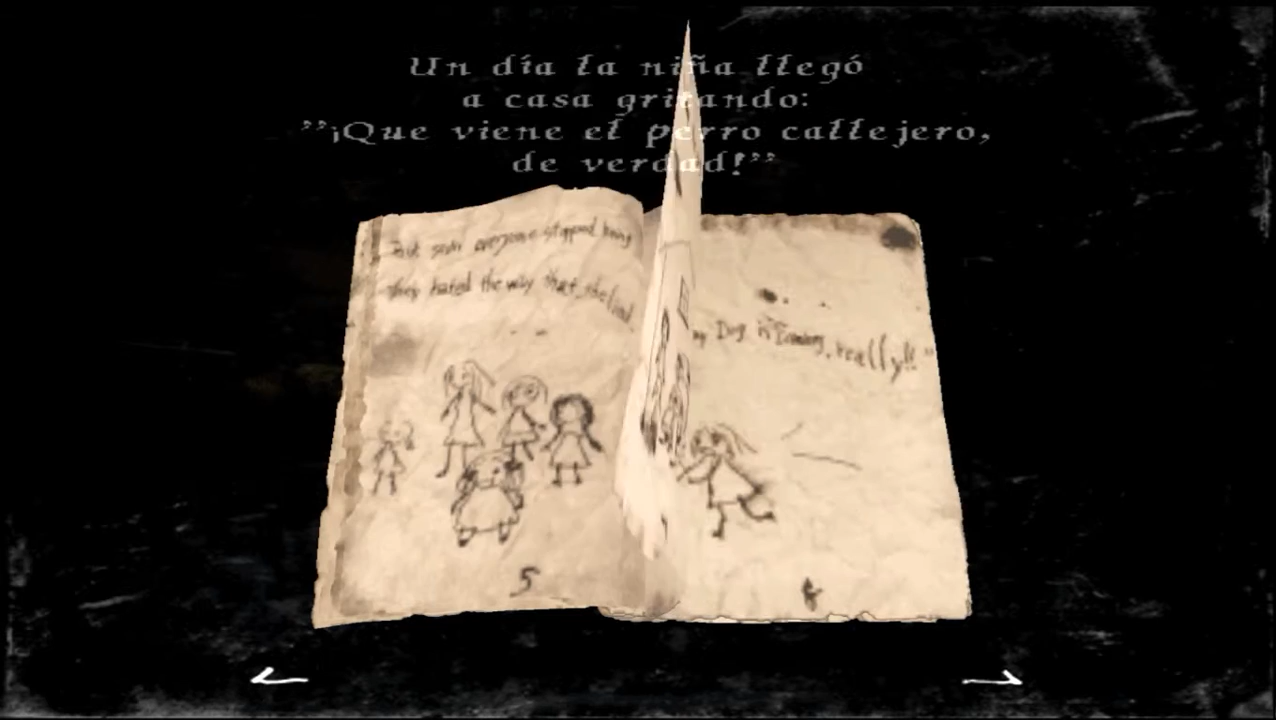 Un día la niña llegó
a casa gritando:
”¡Que viene el perro callejero,
de verdad!”
But soon everyone stopped
They hated the way that she lied.
Dog is Coming, really!!"
5